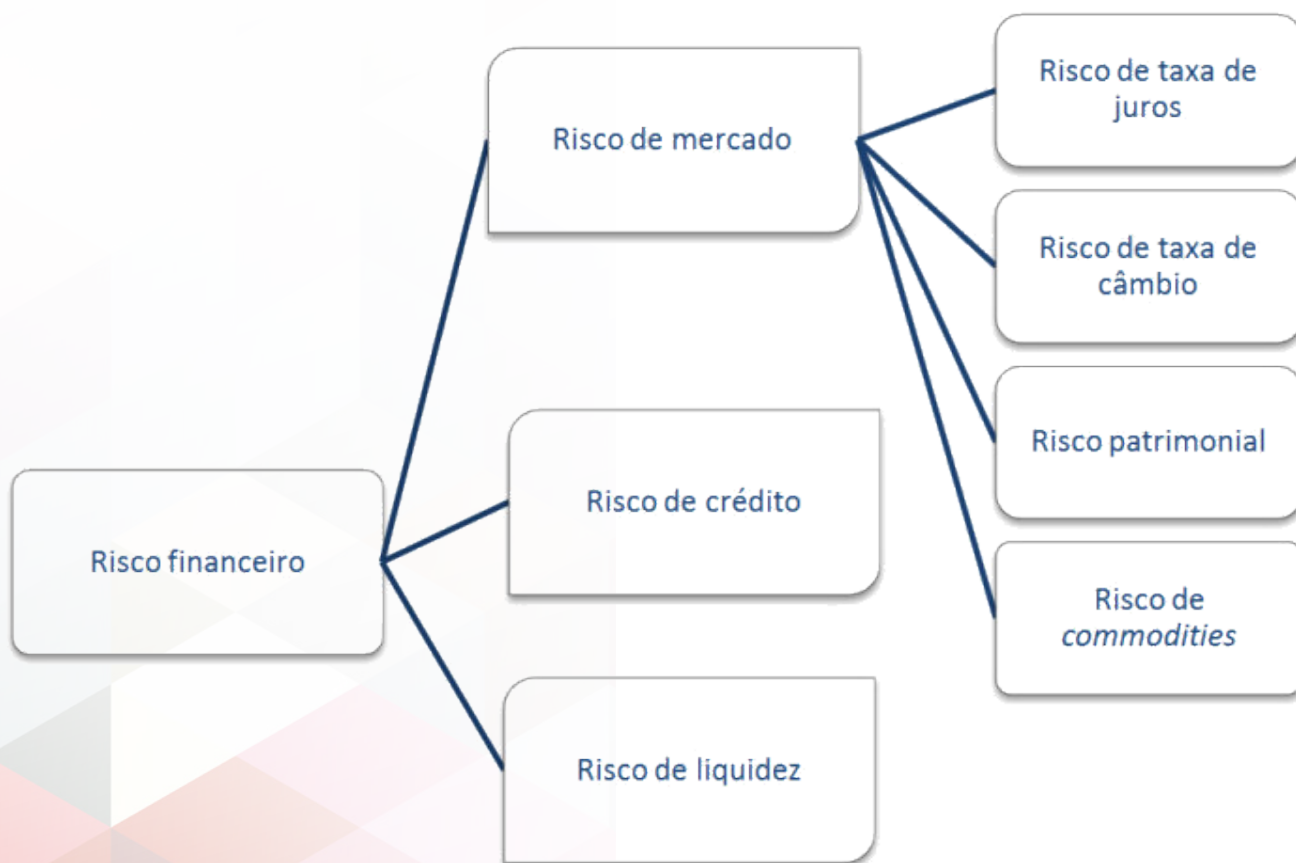 Risco financeiro
Risco de mercado
Risco de crédito
Risco de liquidez
Risco de taxa de
juros
Risco de taxa de
câmbio
Risco patrimonial
Risco de
commodities